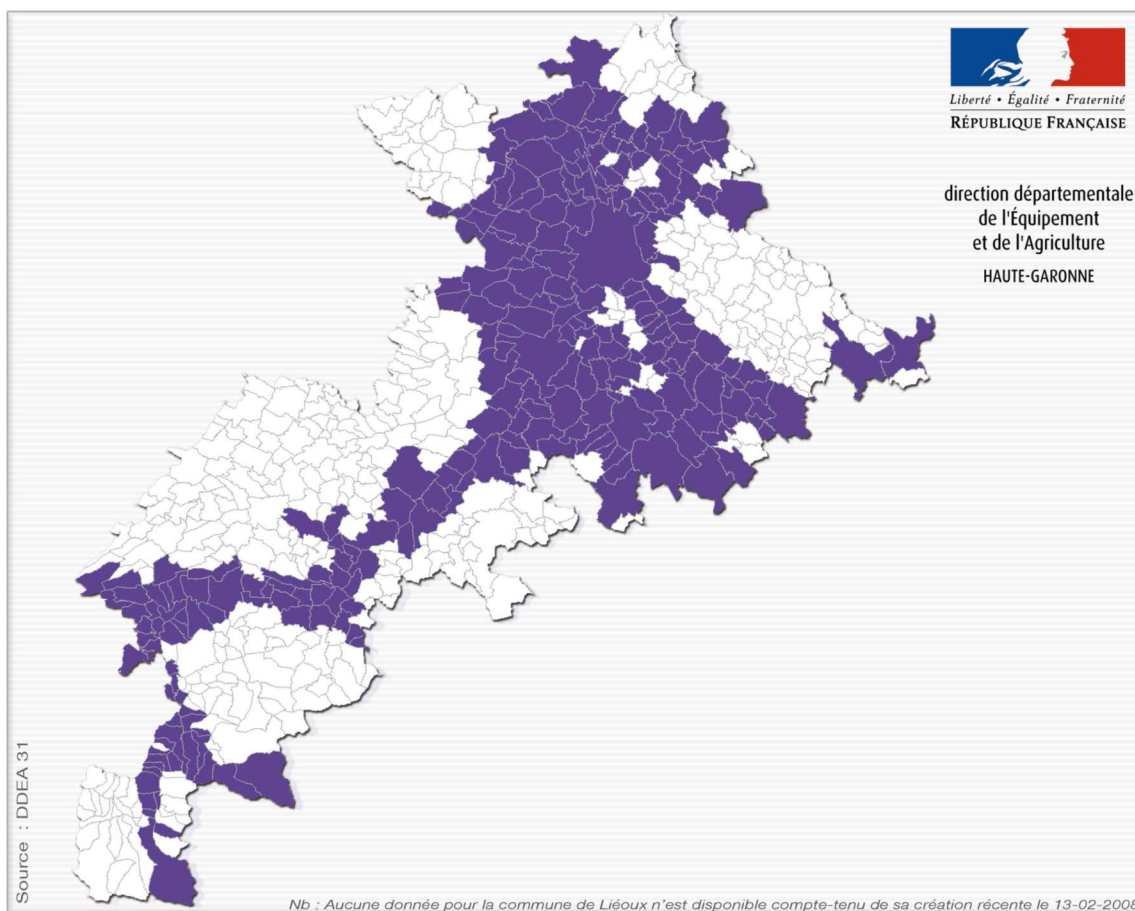 Liberté • Égalité • Fraternité
RÉPUBLIQUE FRANÇAISE
direction départementale
de l'Équipement
et de l'Agriculture
HAUTE-GARONNE
Source : DDEA 31
Nb : Aucune donnée pour la commune de Liéoux n'est disponible compte-tenu de sa création récente le 13-02-2008